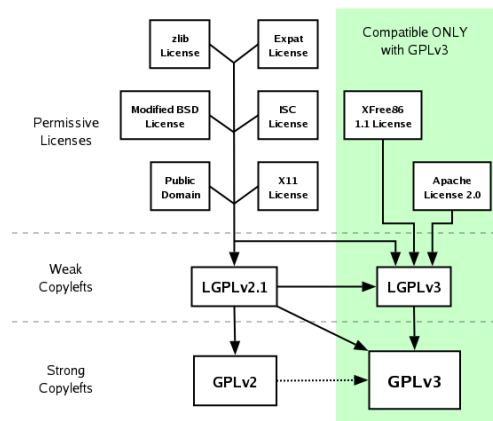 zlib
License
Expat
License
Compatible ONLY
with GPLv3
Permissive
Licenses
Modified BSD
License
ISC
License
XFree86
1.1 License
Public
Domain
X11
License
Apache
License 2.0
Weak
Copylefts
LGPLv2.1
LGPLv3
Strong
Copylefts
GPLv2
GPLv3